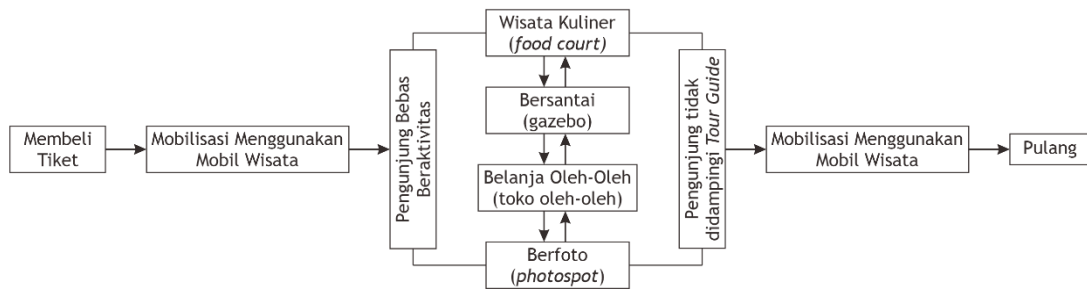 Membeli
Tiket
Mobilisasi Menggunakan
Mobil Wisata
Pengunjung Bebas
Beraktivitas
Wisata Kuliner
(food court)
Bersantai
(gazebo)
Belanja Oleh-Oleh
(toko oleh-oleh)
Berfoto
(photospot)
Pengunjung tidak
didampingi Tour Guide
Mobilisasi Menggunakan
Mobil Wisata
Pulang